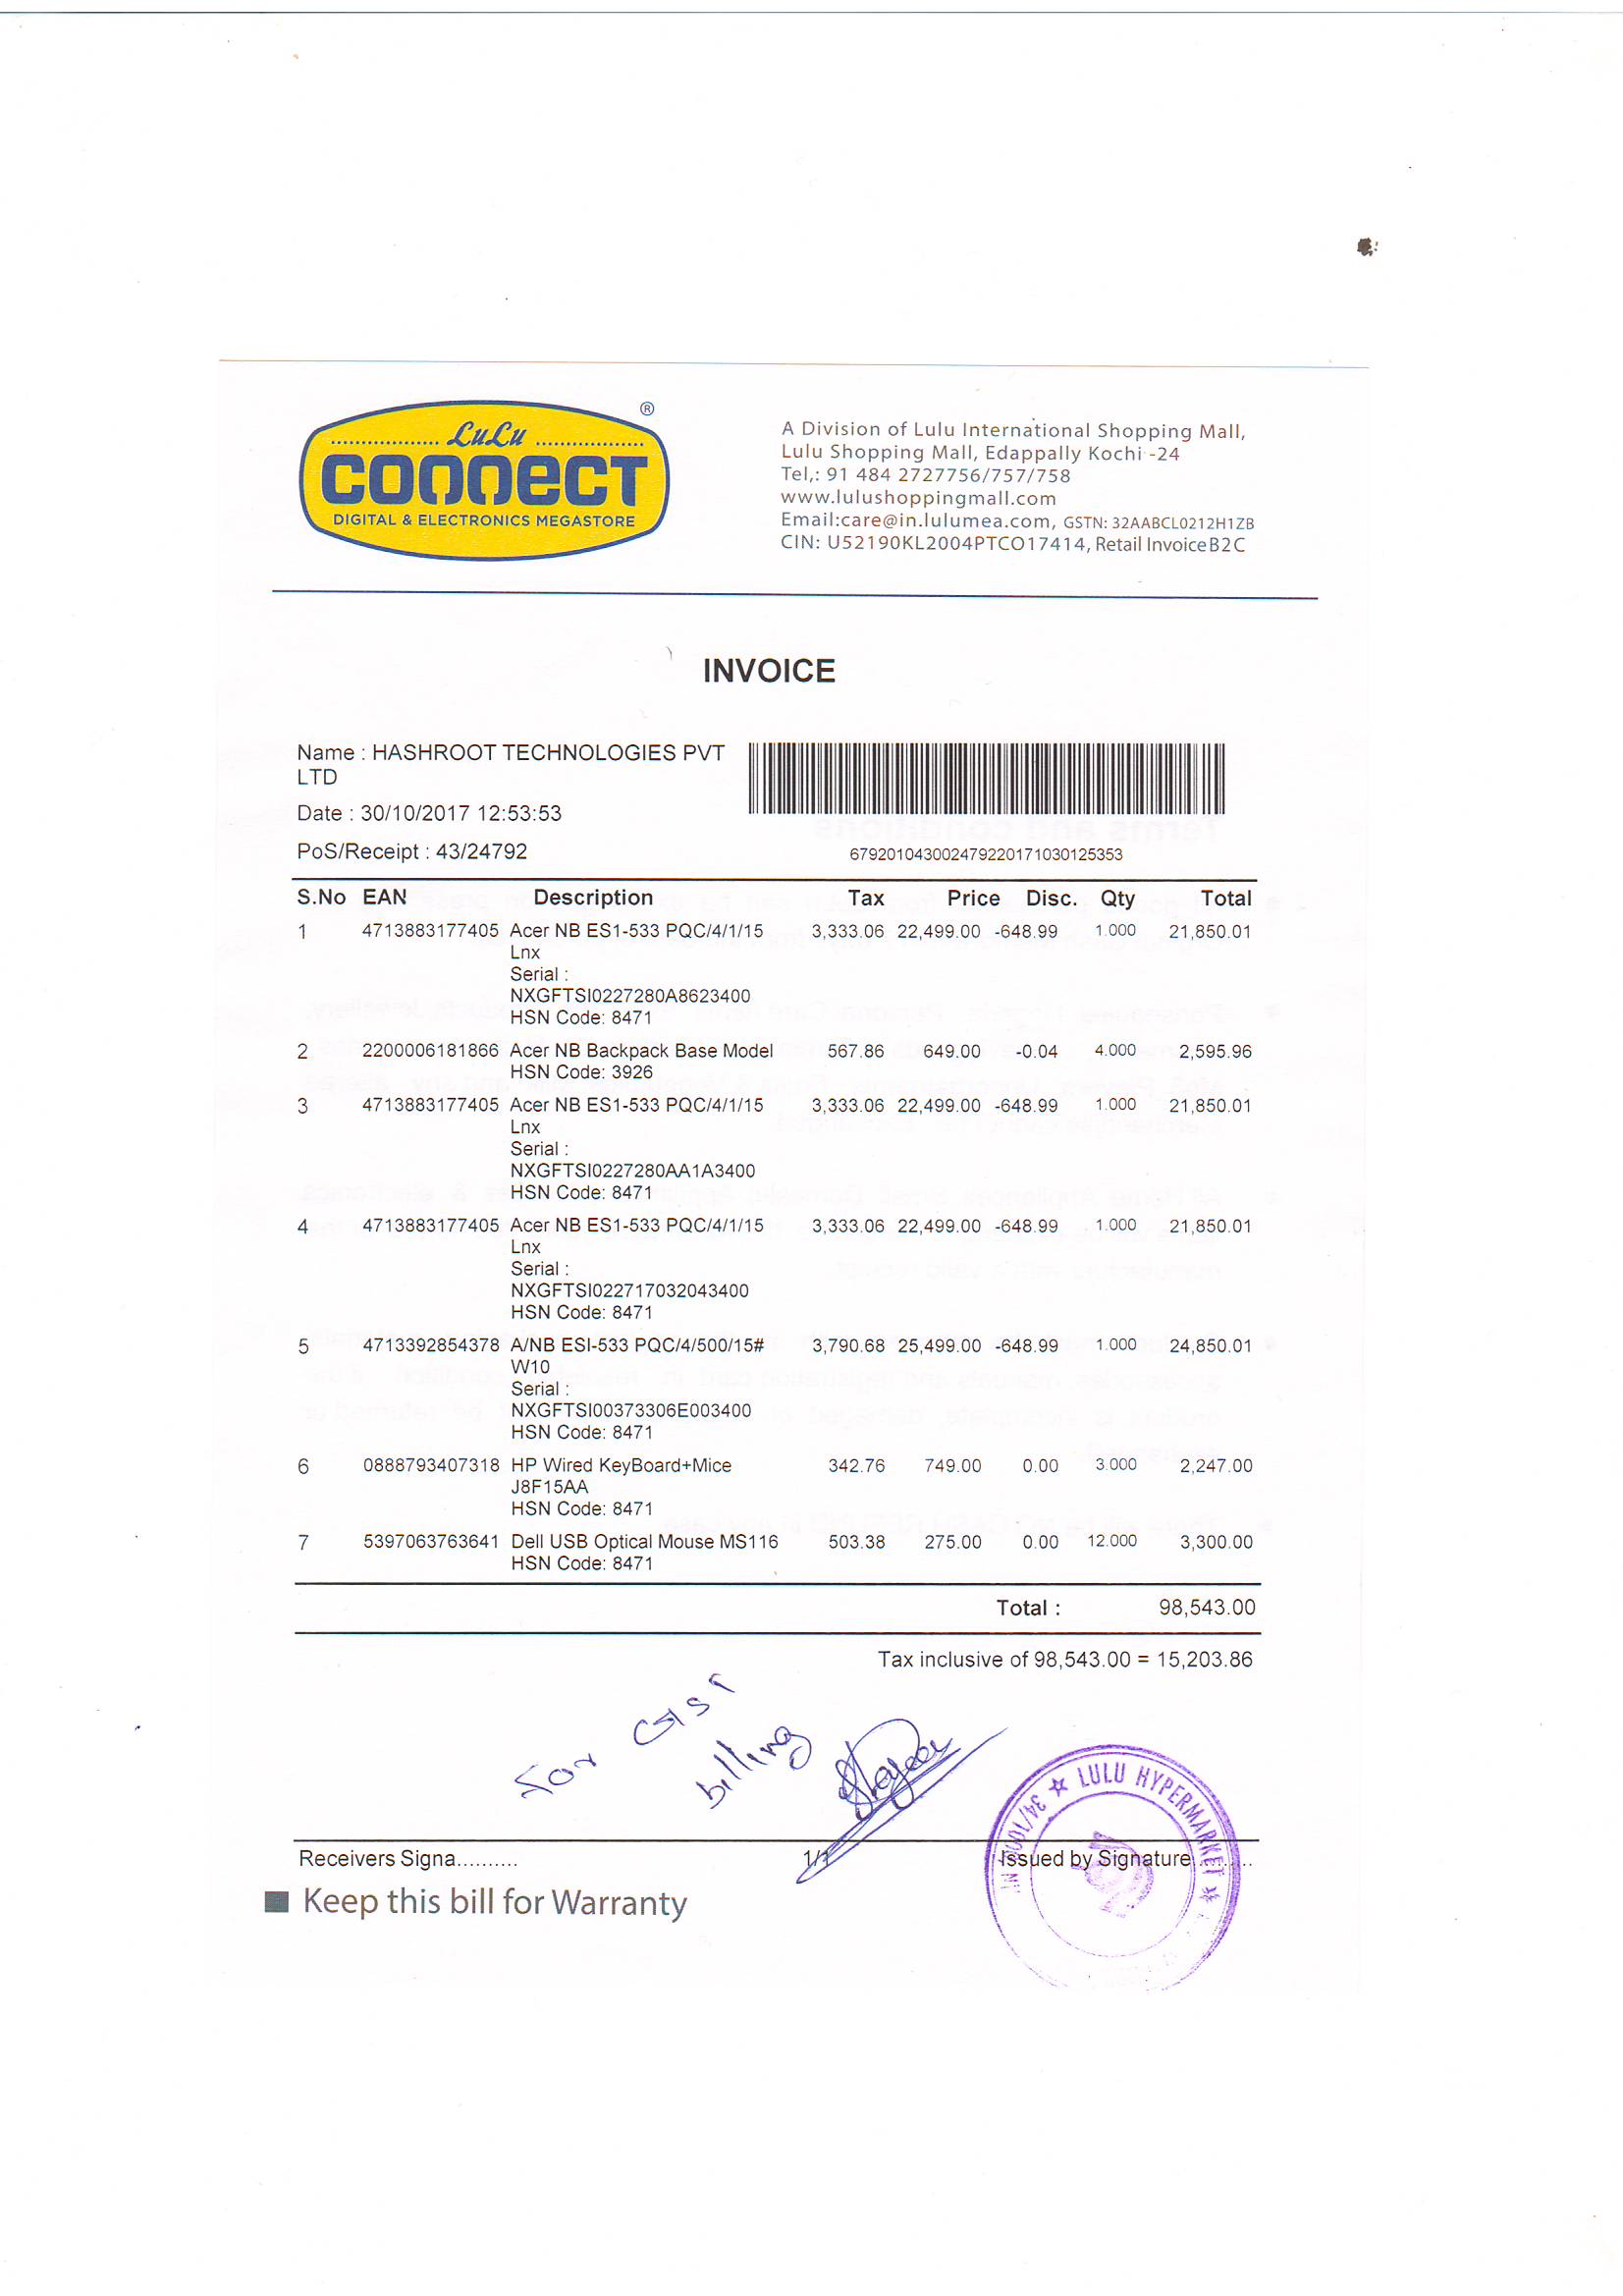 LuLu
CONNECT
®
DIGITAL & ELECTRONICS MEGASTORE
A Division of Lulu International Shopping Mall,
Lulu Shopping Mall, Edappally Kochi -24
Tel,: 91 484 2727756/757/758
www.lulushoppingmall.com
Email:care@in.lulumea.com, GSTN: 32AABCL0212H1ZB
CIN: U52190KL2004PTCO17414, Retail Invoice B2C
INVOICE
Name : HASHROOT TECHNOLOGIES PVT
LTD
Date : 30/10/2017 12:53:53
PoS/Receipt : 43/24792
6792010430024792201710301253​53
S.No EAN Description Tax Price Disc. Qty Total
1 4713883177405 Acer NB ES1-533 PQC/4/1/15 3,333.06 22,499.00 -648.99 1.000 21,850.01
Lnx
Serial :
NXGFTSI0227280A8623400
HSN Code: 8471
2 2200006181866 Acer NB Backpack Base Model 567.86 649.00 -0.04 4.000 2,595.96
HSN Code: 3926
3 4713883177405 Acer NB ES1-533 PQC/4/1/15 3,333.06 22,499.00 -648.99 1.000 21,850.01
Lnx
Serial :
NXGFTSI0227280AA1A3400
HSN Code: 8471
4 4713883177405 Acer NB ES1-533 PQC/4/1/15 3,333.06 22,499.00 -648.99 1.000 21,850.01
Lnx
Serial :
NXGFTSI022717032043400
HSN Code: 8471
5 4713392854378 A/NB ESI-533 PQC/4/500/15# 3,790.68 25,499.00 -648.99 1.000 24,850.01
W10
Serial :
NXGFTSI00373306E003400
HSN Code: 8471
6 0888793407318 HP Wired KeyBoard+Mice 342.76 749.00 0.00 3.000 2,247.00
J8F15AA
HSN Code: 8471
7 5397063763641 Dell USB Optical Mouse MS116 503.38 275.00 0.00 12.000 3,300.00
HSN Code: 8471
Total : 98,543.00
Tax inclusive of 98,543.00 = 15,203.86
For GST
billing
LULU HYPERMARKET
34/1000
Receivers Signa.......... 1/1 Issued by Signature
Keep this bill for Warranty